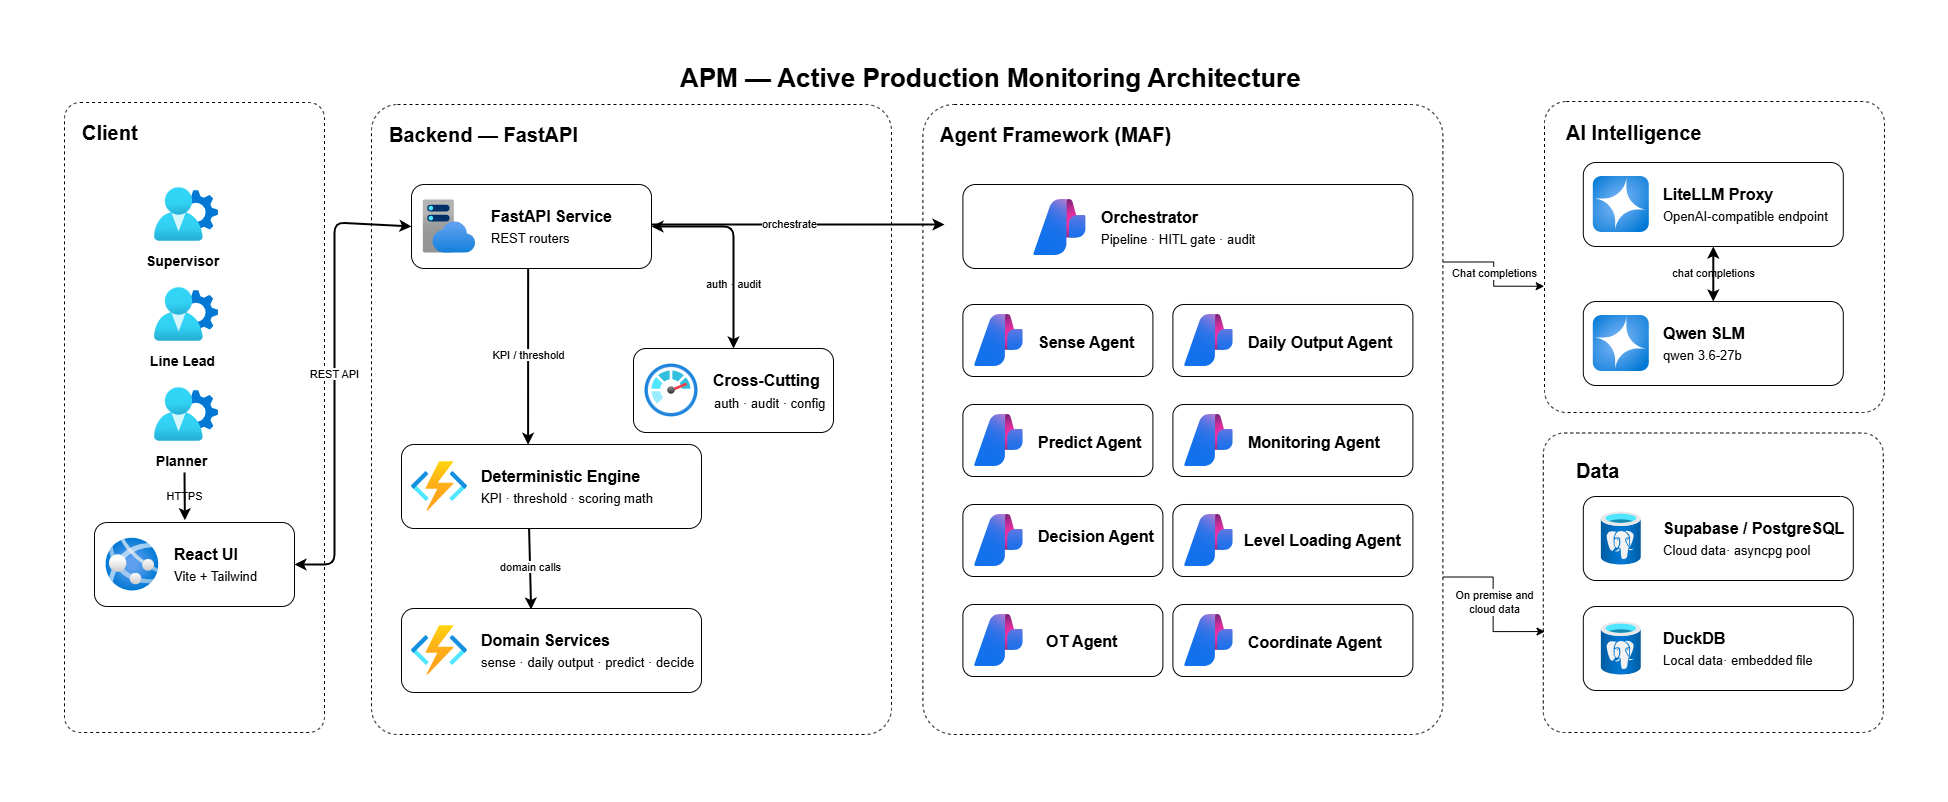 APM — Active Production Monitoring Architecture
Client
Supervisor
Line Lead
Planner
HTTPS
React UI
Vite + Tailwind
REST API
Backend — FastAPI
FastAPI Service
REST routers
orchestrate
auth · audit
KPI / threshold
Cross-Cutting
auth · audit · config
Deterministic Engine
KPI · threshold · scoring math
domain calls
Domain Services
sense · daily output · predict · decide
Agent Framework (MAF)
Orchestrator
Pipeline · HITL gate · audit
Sense Agent
Daily Output Agent
Predict Agent
Monitoring Agent
Decision Agent
Level Loading Agent
OT Agent
Coordinate Agent
Chat completions
On premise and
cloud data
AI Intelligence
LiteLLM Proxy
OpenAI-compatible endpoint
chat completions
Qwen SLM
qwen 3.6-27b
Data
Supabase / PostgreSQL
Cloud data· asyncpg pool
DuckDB
Local data· embedded file